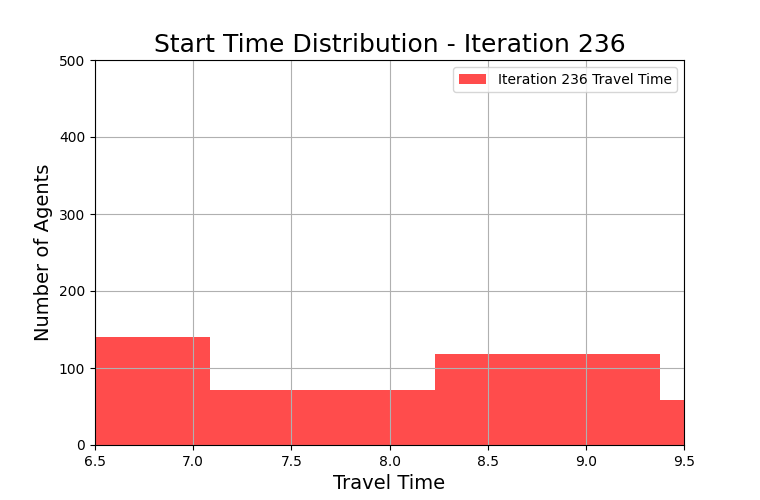 Start Time Distribution - Iteration 236
Iteration 236 Travel Time
Number of Agents
500
400
300
200
100
0
6.5 7.0 7.5 8.0 8.5 9.0 9.5
Travel Time